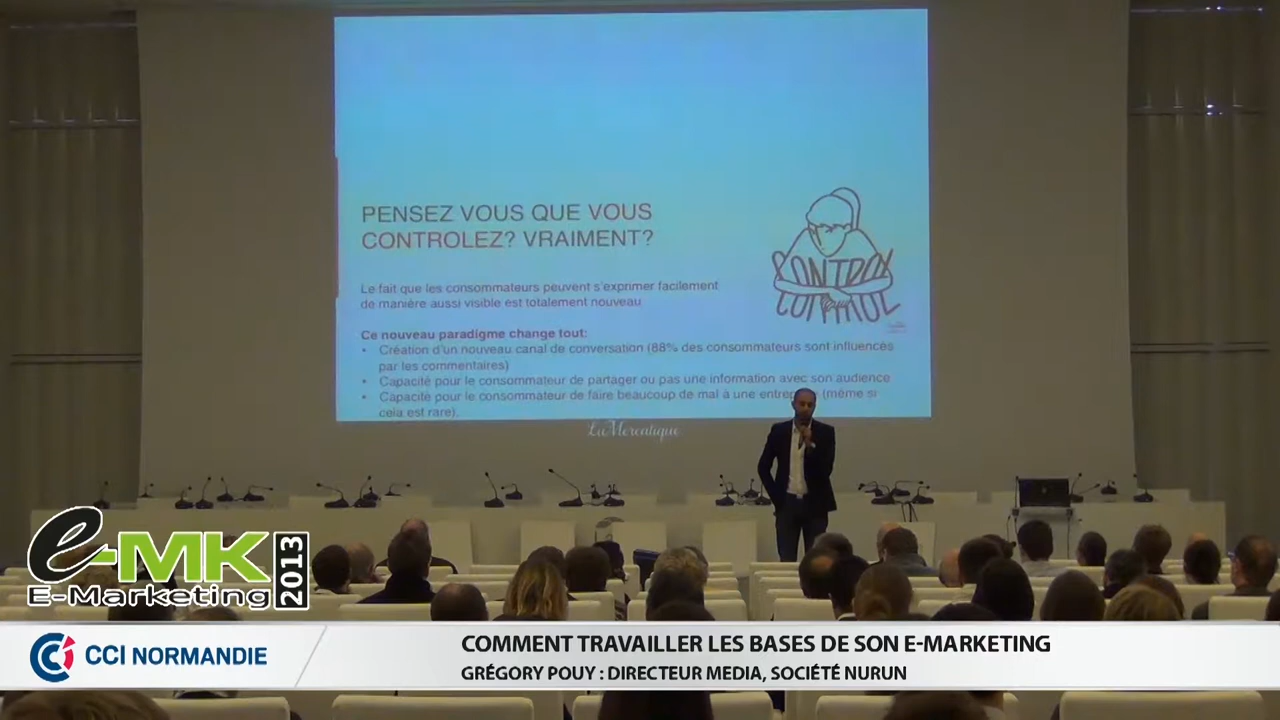 PENSEZ VOUS QUE VOUS
CONTROLEZ? VRAIMENT?
CONTROL
CONTROL
Le fait que les consommateurs peuvent s'exprimer facilement
de manière aussi visible est totalement nouveau
Ce nouveau paradigme change tout:
• Création d'un nouveau canal de conversation (88% des consommateurs sont influencés
par les commentaires)
• Capacité pour le consommateur de partager ou pas une information avec son audience
• Capacité pour le consommateur de faire beaucoup de mal à une (même si
cela est rare).
LaMercatique
e-MK
E-Marketing
2013
CCI NORMANDIE
COMMENT TRAVAILLER LES BASES DE SON E-MARKETING
GRÉGORY POUY : DIRECTEUR MEDIA, SOCIÉTÉ NURUN